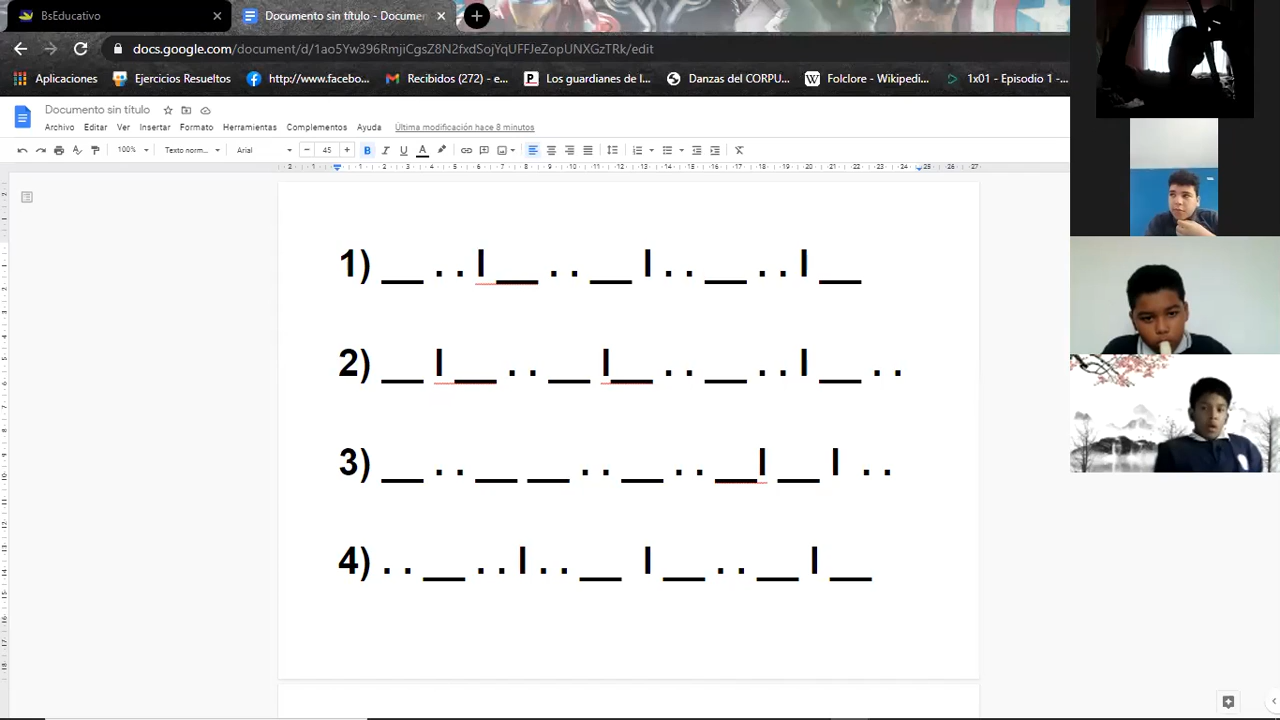 BsEducativo
Documento sin título - Documen
docs.google.com/document/d/1ao5Yw396RmjiCgsZ8N2fxdSojYqUFFJeZopUNXGzTRk/edit
Aplicaciones Ejercicios Resueltos http://www.facebo... Recibidos (272) - e... Los guardianes de l... Danzas del CORPU... Folclore - Wikipedi... 1x01 - Episodio 1 -...
Documento sin título
Archivo Editar Ver Insertar Formato Herramientas Complementos Ayuda Última modificación hace 8 minutos
100% Texto norm... Arial 45
1) __ . . l __ . . __ l . . __ . . l __
2) __ l __ . . __ l__ . . __ . . l __ . .
3) __ . . __ __ . . __ . . __l __ l . .
4) . . __ . . l . . __ l __ . . __ l __